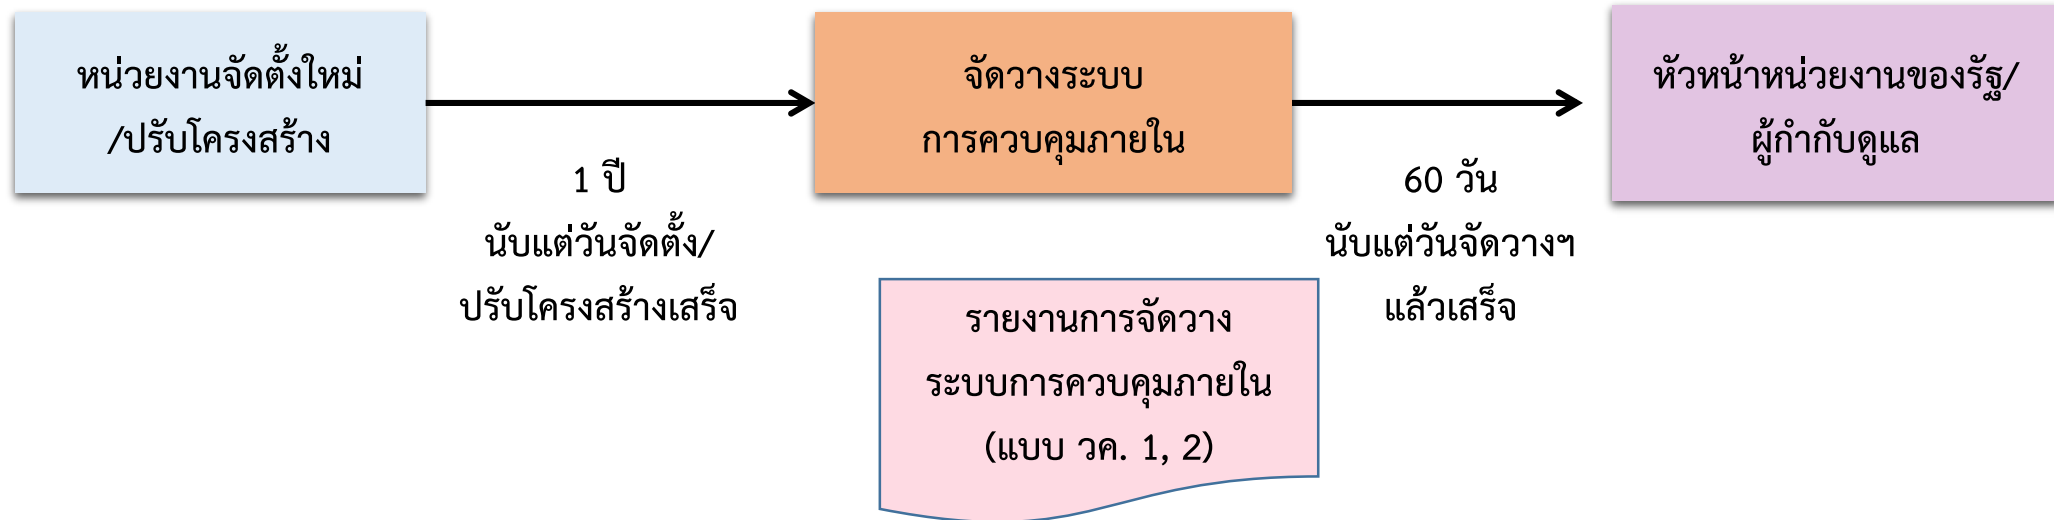 หน่วยงานจัดตั้งใหม่
/ปรับโครงสร้าง
1 ปี
นับแต่วันจัดตั้ง/
ปรับโครงสร้างเสร็จ
จัดวางระบบ
การควบคุมภายใน
รายงานการจัดวาง
ระบบการควบคุมภายใน
(แบบ วค. 1, 2)
60 วัน
นับแต่วันจัดวางฯ
แล้วเสร็จ
หัวหน้าหน่วยงานของรัฐ/
ผู้กำกับดูแล